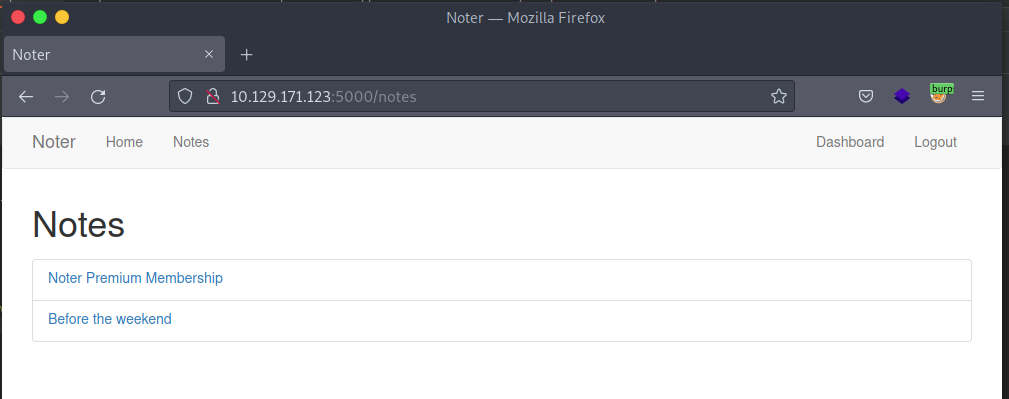 Noter — Mozilla Firefox
Noter
10.129.171.123:5000/notes
burp
Noter Home Notes Dashboard Logout
Notes
Noter Premium Membership
Before the weekend